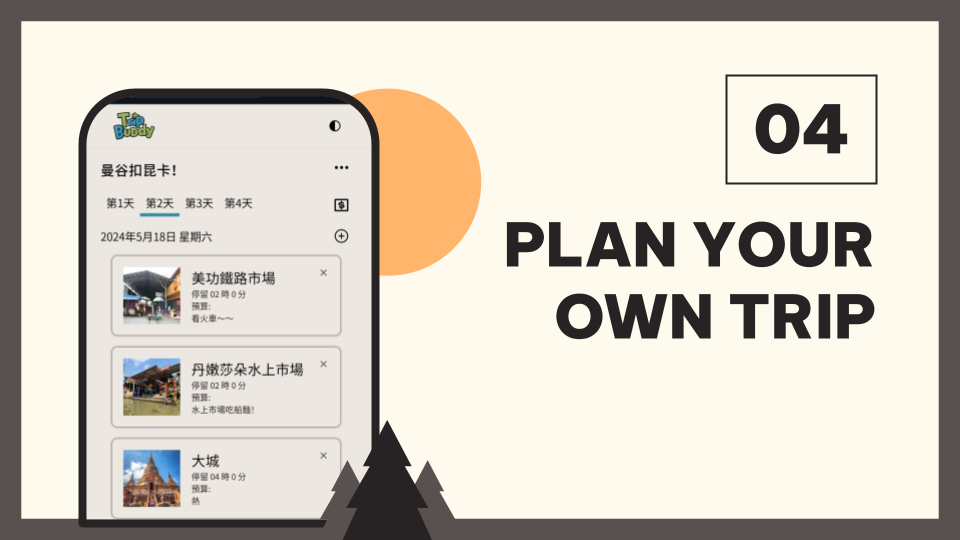 Trip
Buddy
曼谷扣昆卡!
第1天 第2天 第3天 第4天
2024年5月18日 星期六
美功鐵路市場
停留 02 時 0 分
預算:
看火車~~
丹嫩莎朵水上市場
停留 02 時 0 分
預算:
水上市場吃船麵!
大城
停留 04 時 0 分
預算:
熱
04
PLAN YOUR
OWN TRIP